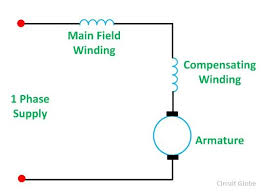 Main Field
Winding
Compensating
Winding
1 Phase
Supply
Armature
Circuit Globe